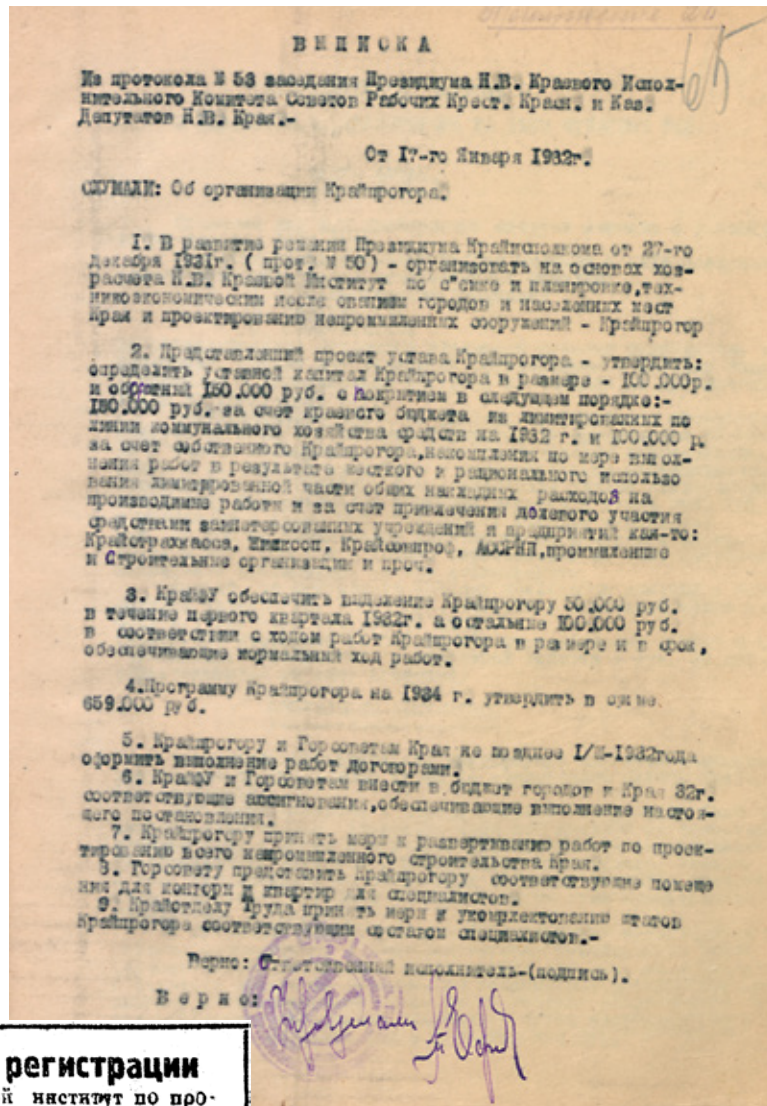 65
ВЫПИСКА
Из протокола № 53 заседания Президиума Н.В. Краевого Испол-
нительного Комитета Советов Рабочих Крест. Красн. и Каз.
Депутатов Н.В. Края.-
От 17-го Января 1932г.
СЛУШАЛИ: Об организации Крайпрогора.
1. В развитие решения Президиума Крайисполкома от 27-го
декабря 1931г. ( прот. № 50 ) - организовать на основах хоз-
расчета Н.В. Краевой Институт по с"емке и планировке,тех-
никоэкономическим иссле ованиям городов и населенных мест
Края и проектированию непромышленных сооружений - Крайпрогор
2. Представленный проект устава Крайпрогора - утвердить:
определить уставной капитал Крайпрогора в размере - 100.000р.
и оборотный 150.000 руб. с покрытием в следующем порядке:-
150.000 руб. за счет краевого бюджета из лимитированных по
линии коммунального хозяйства средств на 1932 г. и 100.000 р.
за счет собственного Крайпрогора,накопления по мере выпол-
нения работ в результате жесткого и рационального использо
вания лимитированной части общих накладных расходов на
производимые работы и за счет привлечения долевого участия
средствами заинтересованных учреждений и предприятий как-то:
Крайстрахкасса, Крайсовпроф, промышленные
и Строительные организации и проч.
3. КрайФУ обеспечить выделение Крайпрогору 50.000 руб.
в течение первого квартала 1932г. а остальные 100.000 руб.
в соответствии с ходом работ Крайпрогора в размере и в срок,
обеспечивающие нормальный ход работ.
4.Программу Крайпрогора на 1934 г. утвердить в сумме
659.000 руб.
5. Крайпрогору и Горсоветам Края не позднее 1/Ш-1932года
оформить выполнение работ договорами.
6. КрайФУ и Горсоветам внести в бюджет городов и Края 32г.
соответствующие ассигнования,обеспечивающие выполнение настоя-
щего постановления.
7. Крайпрогору принять меры к развертыванию работ по проек-
тированию всего непромышленного строительства Края.
8. Горсовету представить Крайпрогору соответствующие помеще
ния для конторы и квартир для специалистов.
9. Крайотделу Труда принять меры к укомплектованию штатов
Крайпрогора соответствующим составом специалистов.-
Верно: Ответственный исполнитель-(подпись).
Верно:
регистрации
й институт по про-